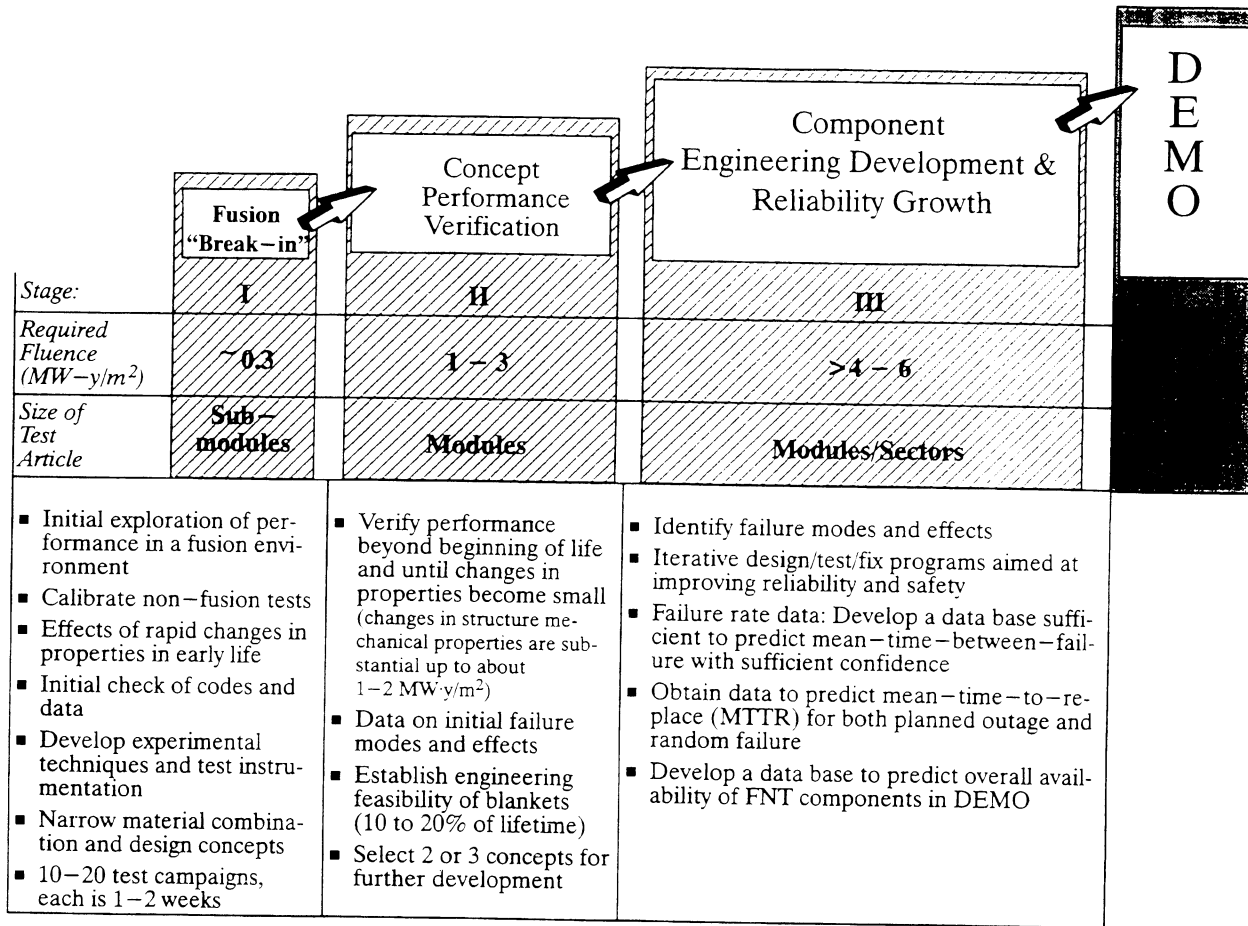 D
E
M
O
Component
Engineering Development &
Reliability Growth
Concept
Performance
Verification
Fusion
“Break–in”
Stage:
I
II
III
Required
Fluence
(MW–y/m²)
~0.3
1 – 3
>4 – 6
Size of
Test
Article
Sub–
modules
Modules
Modules/Sectors
▪ Initial exploration of per-
formance in a fusion envi-
ronment
▪ Calibrate non–fusion tests
▪ Effects of rapid changes in
properties in early life
▪ Initial check of codes and
data
▪ Develop experimental
techniques and test instru-
mentation
▪ Narrow material combina-
tion and design concepts
▪ 10–20 test campaigns,
each is 1–2 weeks
▪ Verify performance
beyond beginning of life
and until changes in
properties become small
(changes in structure me-
chanical properties are sub-
stantial up to about
1–2 MW·y/m²)
▪ Data on initial failure
modes and effects
▪ Establish engineering
feasibility of blankets
(10 to 20% of lifetime)
▪ Select 2 or 3 concepts for
further development
▪ Identify failure modes and effects
▪ Iterative design/test/fix programs aimed at
improving reliability and safety
▪ Failure rate data: Develop a data base suffi-
cient to predict mean–time–between–fail-
ure with sufficient confidence
▪ Obtain data to predict mean–time–to–re-
place (MTTR) for both planned outage and
random failure
▪ Develop a data base to predict overall avail-
ability of FNT components in DEMO